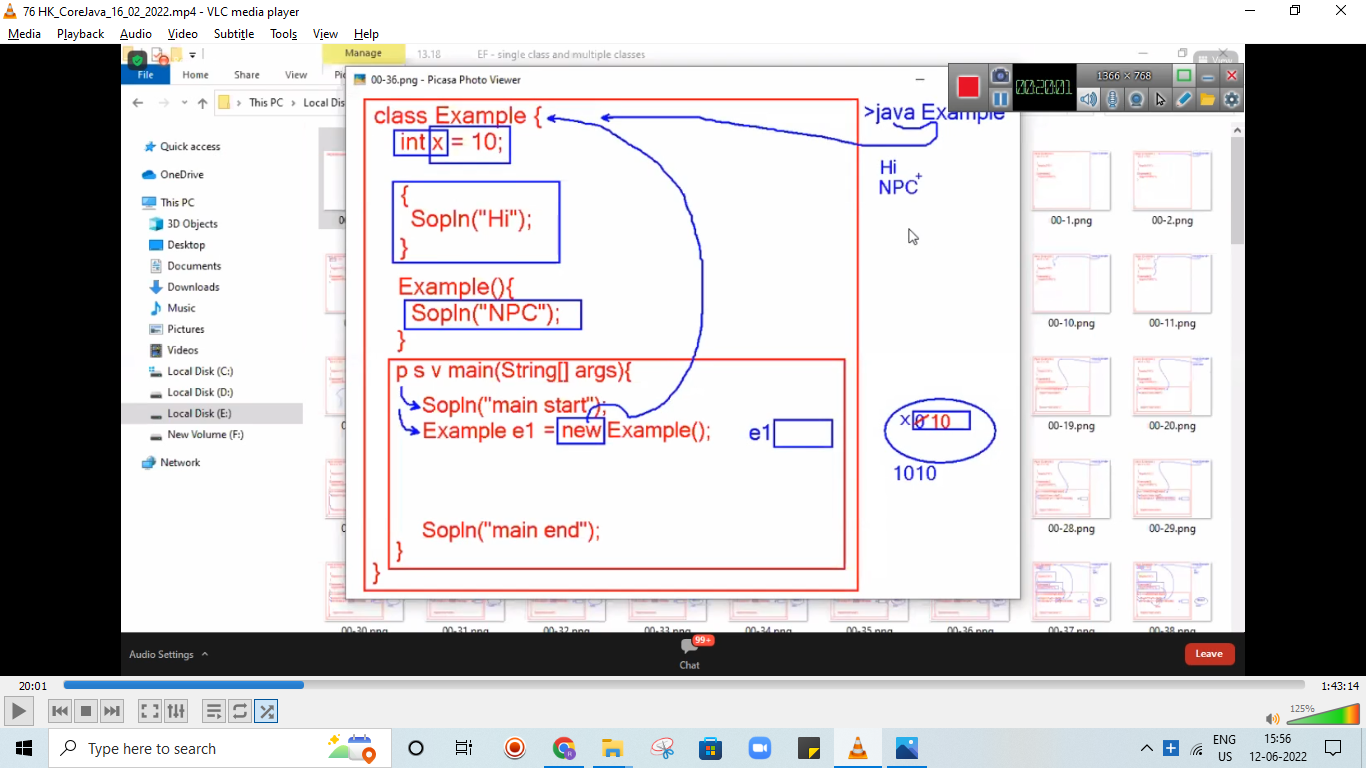 76 HK_CoreJava_16_02_2022.mp4 - VLC media player
Media Playback Audio Video Subtitle Tools View Help
Manage 13.18 EF - single class and multiple classes
File Home Share View
This PC Local Dis
View
00-36.png - Picasa Photo Viewer
1366 × 768
00:20:01
Quick access
OneDrive
This PC
3D Objects
Desktop
Documents
Downloads
Music
Pictures
Videos
Local Disk (C:)
Local Disk (D:)
Local Disk (E:)
New Volume (F:)
Network
class Example {
int x = 10;
{
Sopln("Hi");
}
Example(){
Sopln("NPC");
}
p s v main(String[] args){
Sopln("main start");
Example e1 = new Example();
Sopln("main end");
}
}
e1
>java Example
Hi
NPC
x 0 10
1010
00-1.png 00-2.png
00-10.png 00-11.png
00-19.png 00-20.png
00-28.png 00-29.png
00-30.png 00-31.png 00-32.png 00-33.png 00-34.png 00-35.png 00-36.png 00-37.png 00-38.png
Audio Settings
99+
Chat
Leave
20:01
1:43:14
125%
Type here to search
ENG
US
15:56
12-06-2022